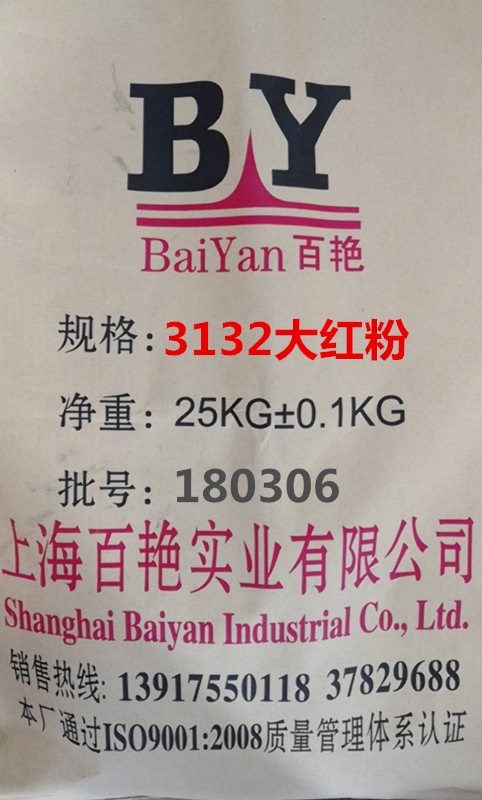 BY
BaiYan百艳
规格:3132大红粉
净重:25KG±0.1KG
批号:180306
上海百艳实业有限公司
Shanghai Baiyan Industrial Co., Ltd.
销售热线:13917550118 37829688
本厂通过ISO9001:2008质量管理体系认证